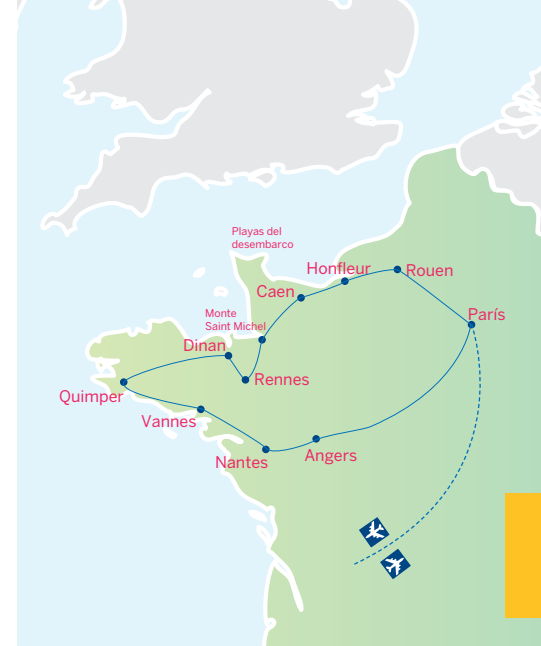 Playas del
desembarco
Honfleur
Rouen
Caen
Monte
Saint Michel
París
Dinan
Rennes
Quimper
Vannes
Nantes
Angers